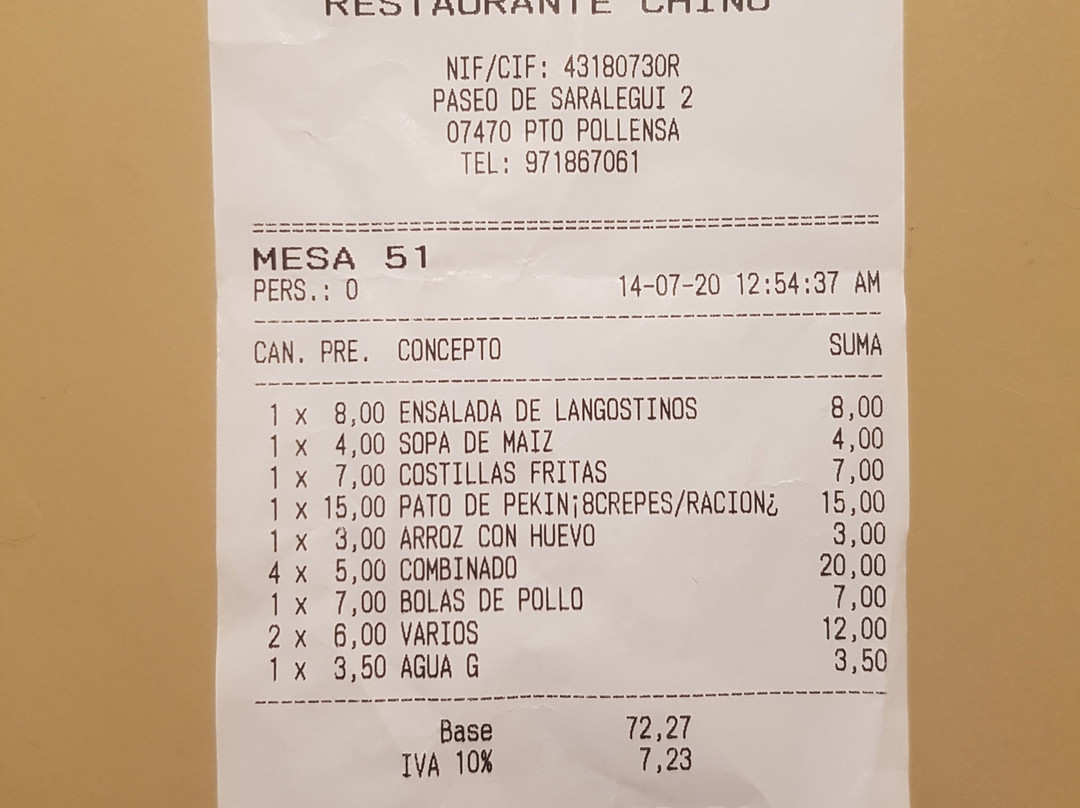 RESTAURANTE CHINO
NIF/CIF: 43180730R
PASEO DE SARALEGUI 2
07470 PTO POLLENSA
TEL: 971867061
MESA 51
PERS.: 0 14-07-20 12:54:37 AM
CAN. PRE. CONCEPTO SUMA
1 x 8,00 ENSALADA DE LANGOSTINOS 8,00
1 x 4,00 SOPA DE MAIZ 4,00
1 x 7,00 COSTILLAS FRITAS 7,00
1 x 15,00 PATO DE PEKIN¡8CREPES/RACION¿ 15,00
1 x 3,00 ARROZ CON HUEVO 3,00
4 x 5,00 COMBINADO 20,00
1 x 7,00 BOLAS DE POLLO 7,00
2 x 6,00 VARIOS 12,00
1 x 3,50 AGUA G 3,50
Base 72,27
IVA 10% 7,23